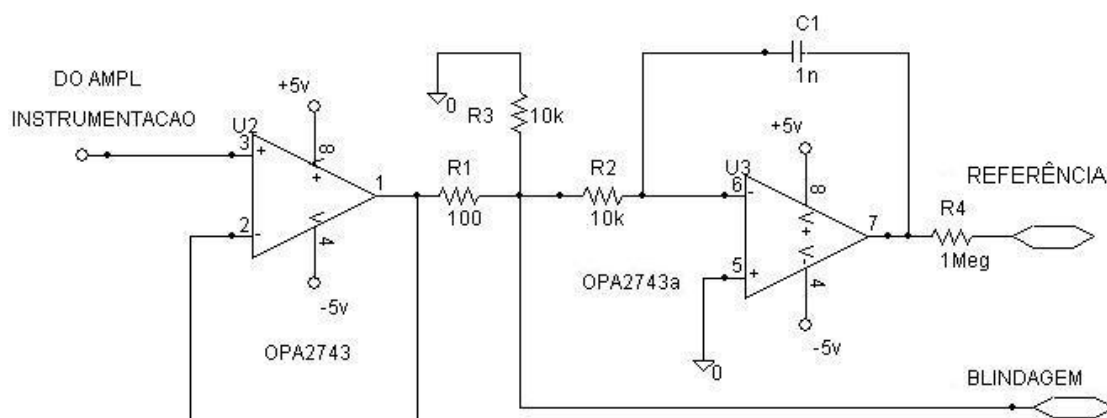 C1
1n
DO AMPL
INSTRUMENTACAO
+5v
U2
3
+
8
V+
1
2
-
V-
4
-5v
OPA2743
0
R3
10k
R1
100
R2
10k
+5v
U3
6
-
8
V+
7
5
+
V-
4
-5v
OPA2743a
0
REFERÊNCIA
R4
1Meg
BLINDAGEM